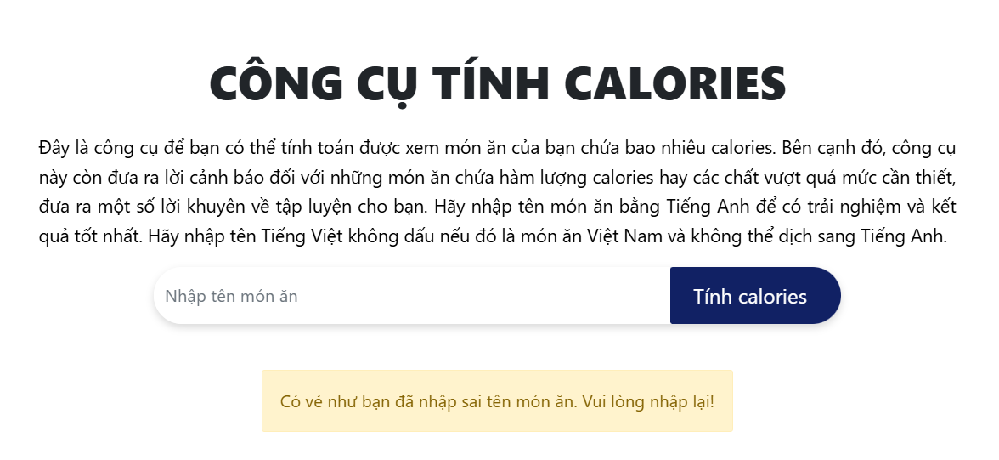 CÔNG CỤ TÍNH CALORIES
Đây là công cụ để bạn có thể tính toán được xem món ăn của bạn chứa bao nhiêu calories. Bên cạnh đó, công cụ
này còn đưa ra lời cảnh báo đối với những món ăn chứa hàm lượng calories hay các chất vượt quá mức cần thiết,
đưa ra một số lời khuyên về tập luyện cho bạn. Hãy nhập tên món ăn bằng Tiếng Anh để có trải nghiệm và kết
quả tốt nhất. Hãy nhập tên Tiếng Việt không dấu nếu đó là món ăn Việt Nam và không thể dịch sang Tiếng Anh.
Nhập tên món ăn
Tính calories
Có vẻ như bạn đã nhập sai tên món ăn. Vui lòng nhập lại!